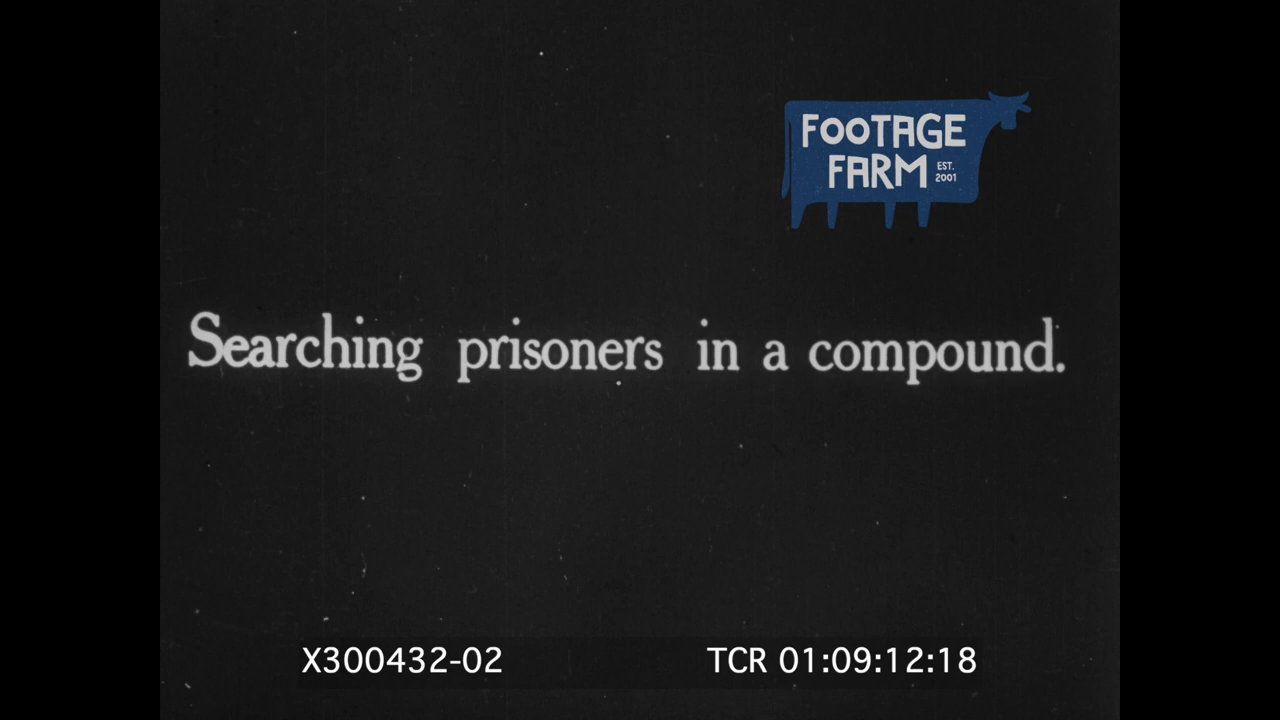 FOOTAGE
FARM
EST.
2001
Searching prisoners in a compound.
X300432-02
TCR 01:09:12:18